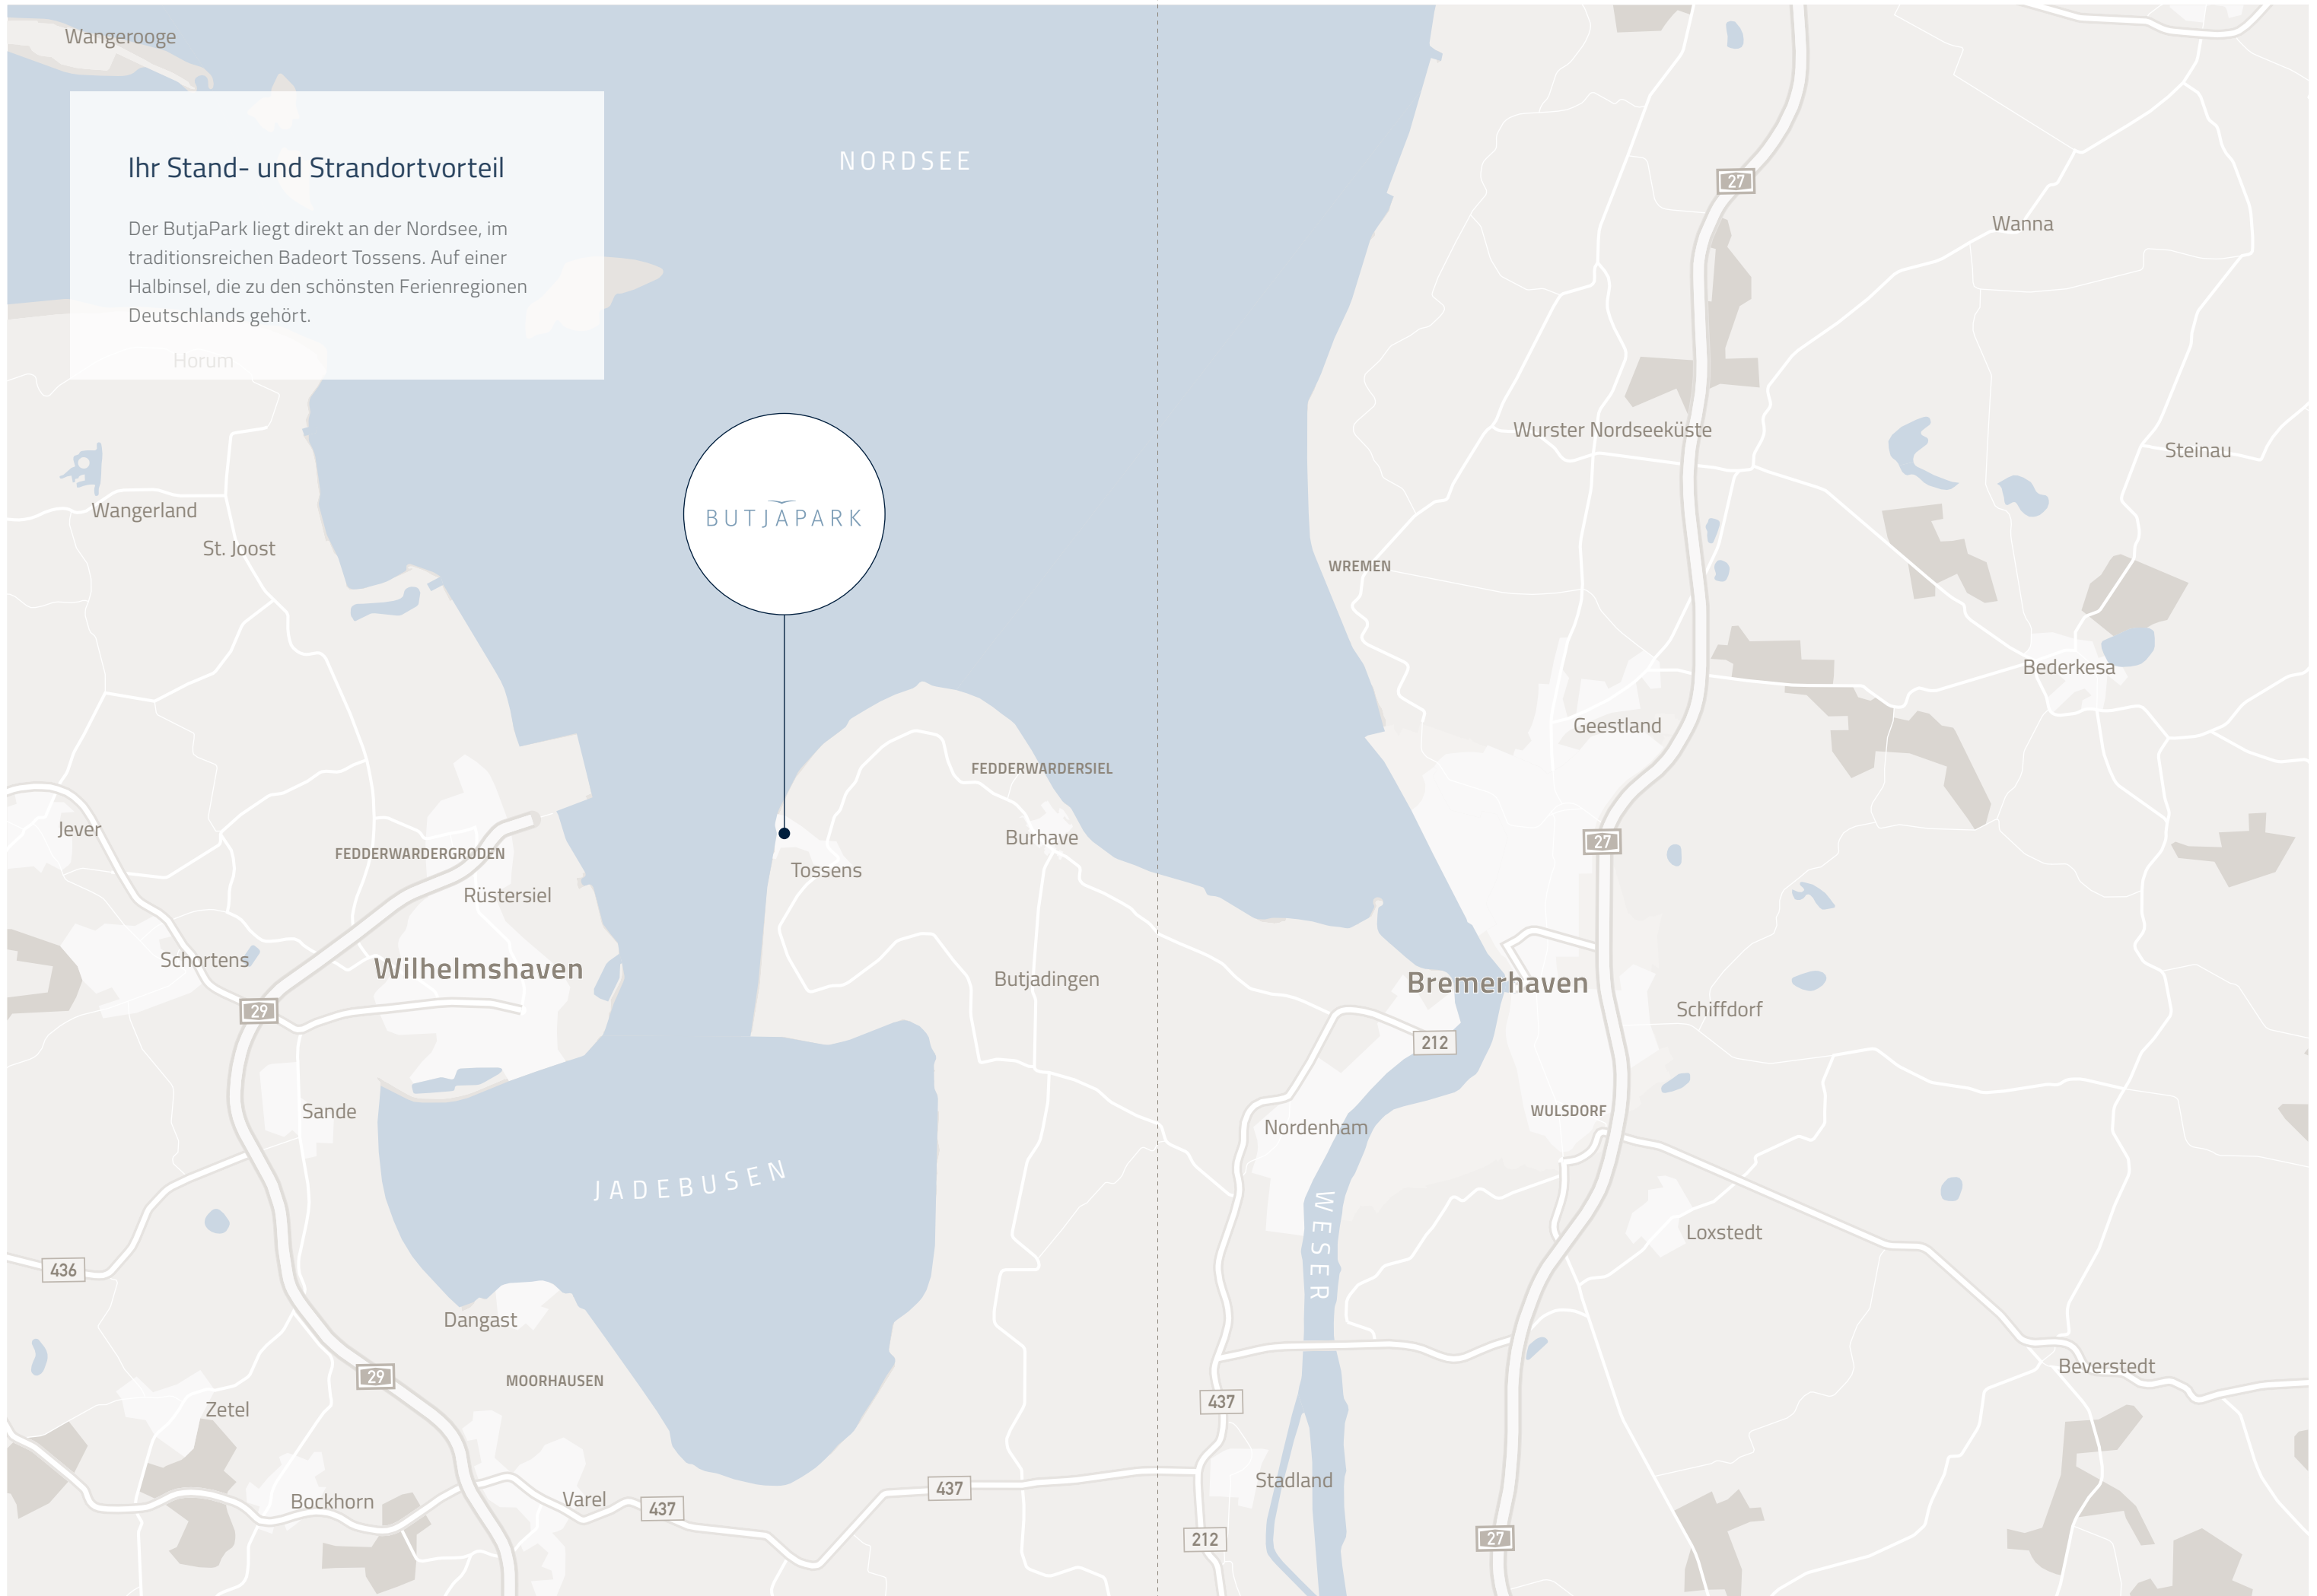 Wangerooge
Ihr Stand- und Strandortvorteil
Der ButjaPark liegt direkt an der Nordsee, im
traditionsreichen Badeort Tossens. Auf einer
Halbinsel, die zu den schönsten Ferienregionen
Deutschlands gehört.
Horum
NORDSEE
27
Wanna
Wurster Nordseeküste
Steinau
Wangerland
St. Joost
BUTJAPARK
WREMEN
Bederkesa
Geestland
FEDDERWARDERSIEL
Jever
Burhave
27
FEDDERWARDERGRODEN
Tossens
Rüstersiel
Schortens
Wilhelmshaven
Butjadingen
Bremerhaven
29
Schiffdorf
212
Sande
WULSDORF
Nordenham
JADEBUSEN
WESER
Loxstedt
436
Dangast
Beverstedt
29
MOORHAUSEN
437
Zetel
Stadland
437
Bockhorn
Varel
437
212
27